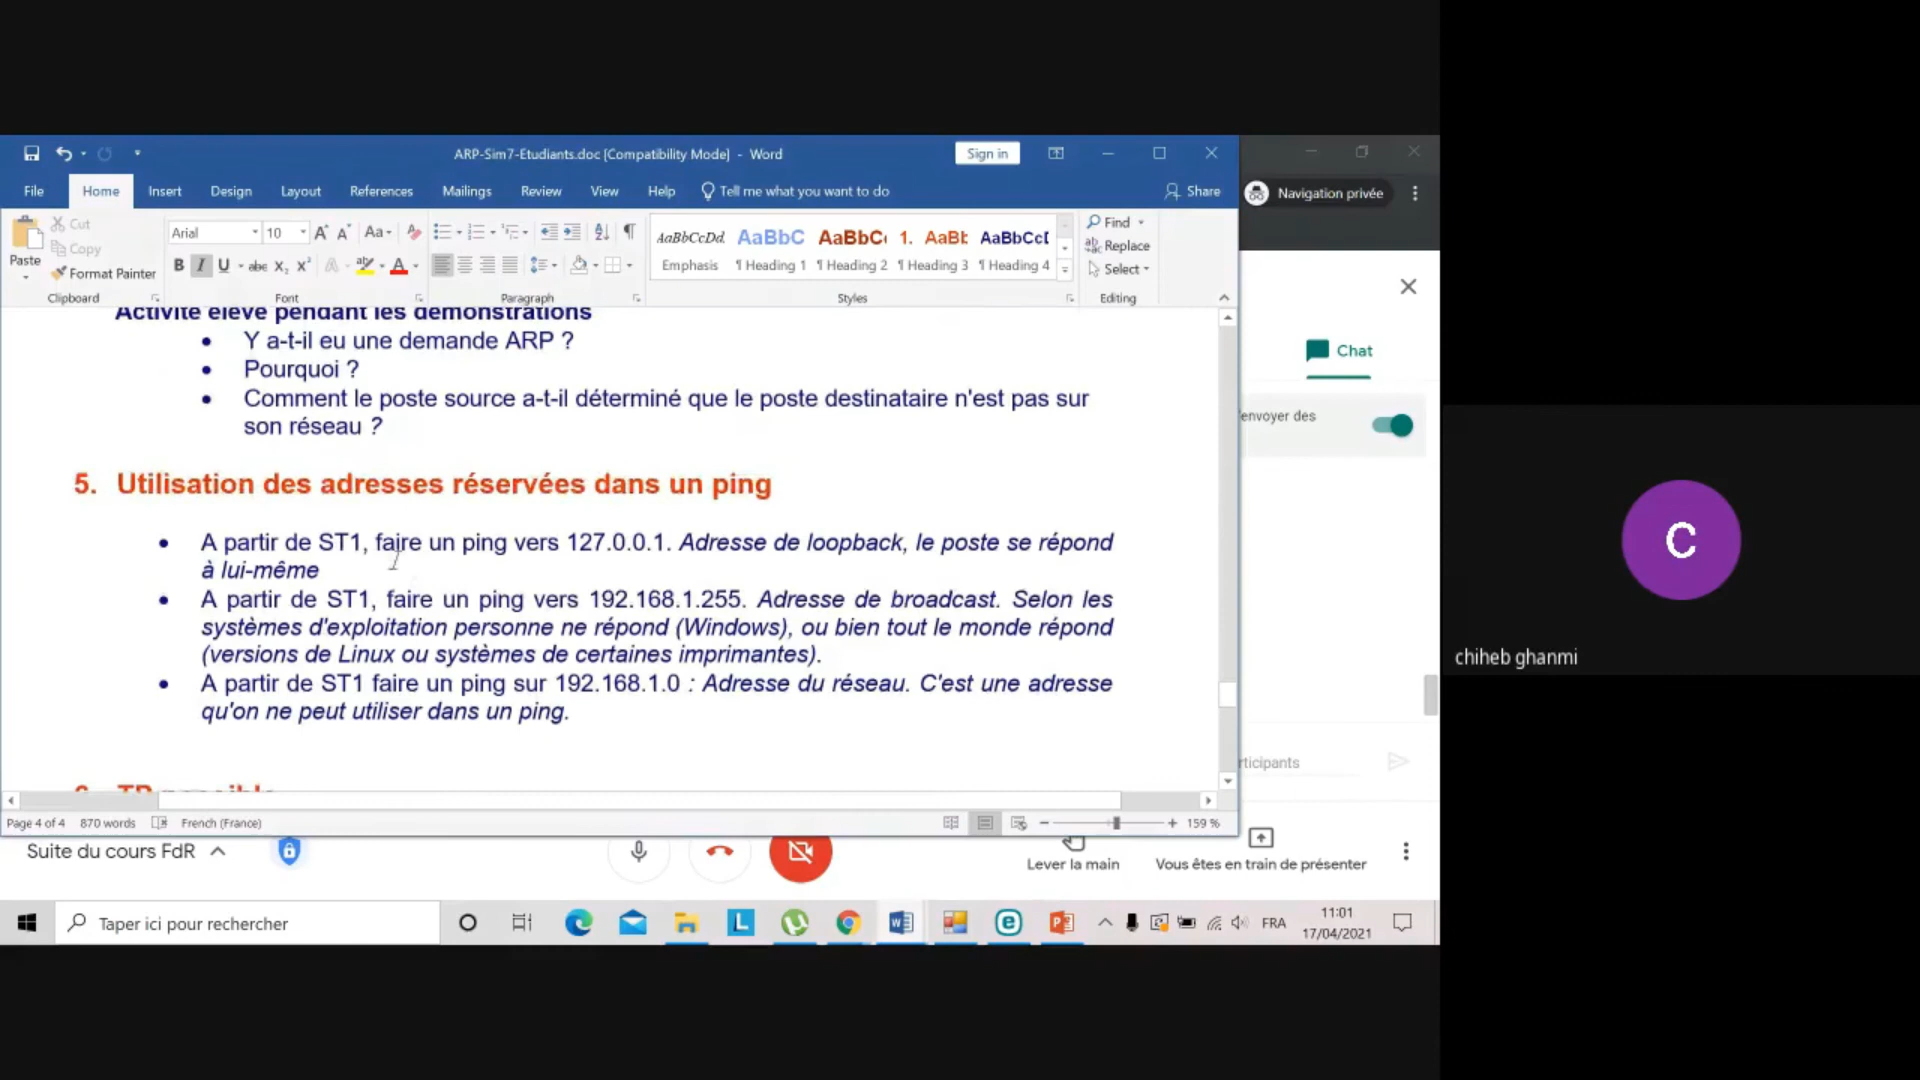 ARP-Sim7-Etudiants.doc [Compatibility Mode] - Word
Sign in
File Home Insert Design Layout References Mailings Review View Help Tell me what you want to do Share
Navigation privée
Paste
Cut
Copy
Format Painter
Clipboard
Arial 10
Font
Paragraph
AaBbCcDd AaBbC AaBbC 1. AaBb AaBbCcD
Emphasis ¶ Heading 1 ¶ Heading 2 ¶ Heading 3 ¶ Heading 4
Styles
Find
Replace
Select
Editing
Activité élève pendant les démonstrations
• Y a-t-il eu une demande ARP ?
• Pourquoi ?
• Comment le poste source a-t-il déterminé que le poste destinataire n'est pas sur
son réseau ?
5. Utilisation des adresses réservées dans un ping
• A partir de ST1, faire un ping vers 127.0.0.1. Adresse de loopback, le poste se répond
à lui-même
• A partir de ST1, faire un ping vers 192.168.1.255. Adresse de broadcast. Selon les
systèmes d'exploitation personne ne répond (Windows), ou bien tout le monde répond
(versions de Linux ou systèmes de certaines imprimantes).
• A partir de ST1 faire un ping sur 192.168.1.0 : Adresse du réseau. C'est une adresse
qu'on ne peut utiliser dans un ping.
Page 4 of 4 870 words French (France) 159 %
Chat
envoyer des
rticipants
C
chiheb ghanmi
Suite du cours FdR
Lever la main
Vous êtes en train de présenter
Taper ici pour rechercher
FRA
11:01
17/04/2021